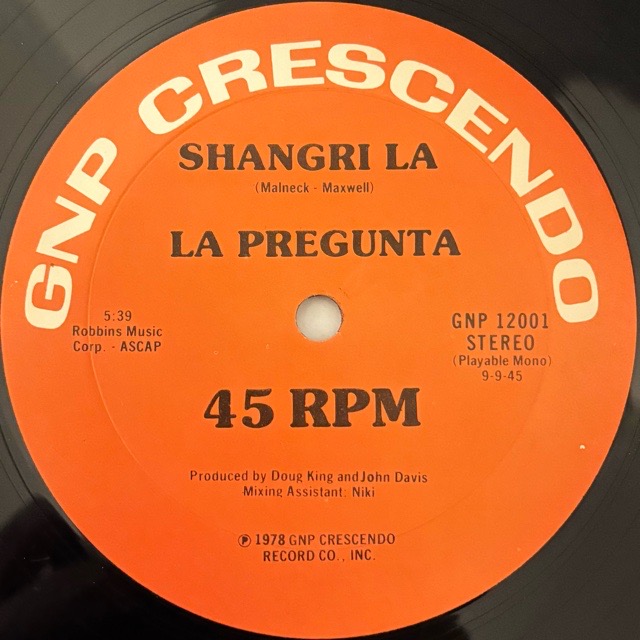 GNP CRESCENDO
SHANGRI LA
(Malneck - Maxwell)
LA PREGUNTA
5:39
Robbins Music
Corp. - ASCAP
GNP 12001
STEREO
(Playable Mono)
9-9-45
45 RPM
Produced by Doug King and John Davis
Mixing Assistant: Niki
℗ 1978 GNP CRESCENDO
RECORD CO., INC.